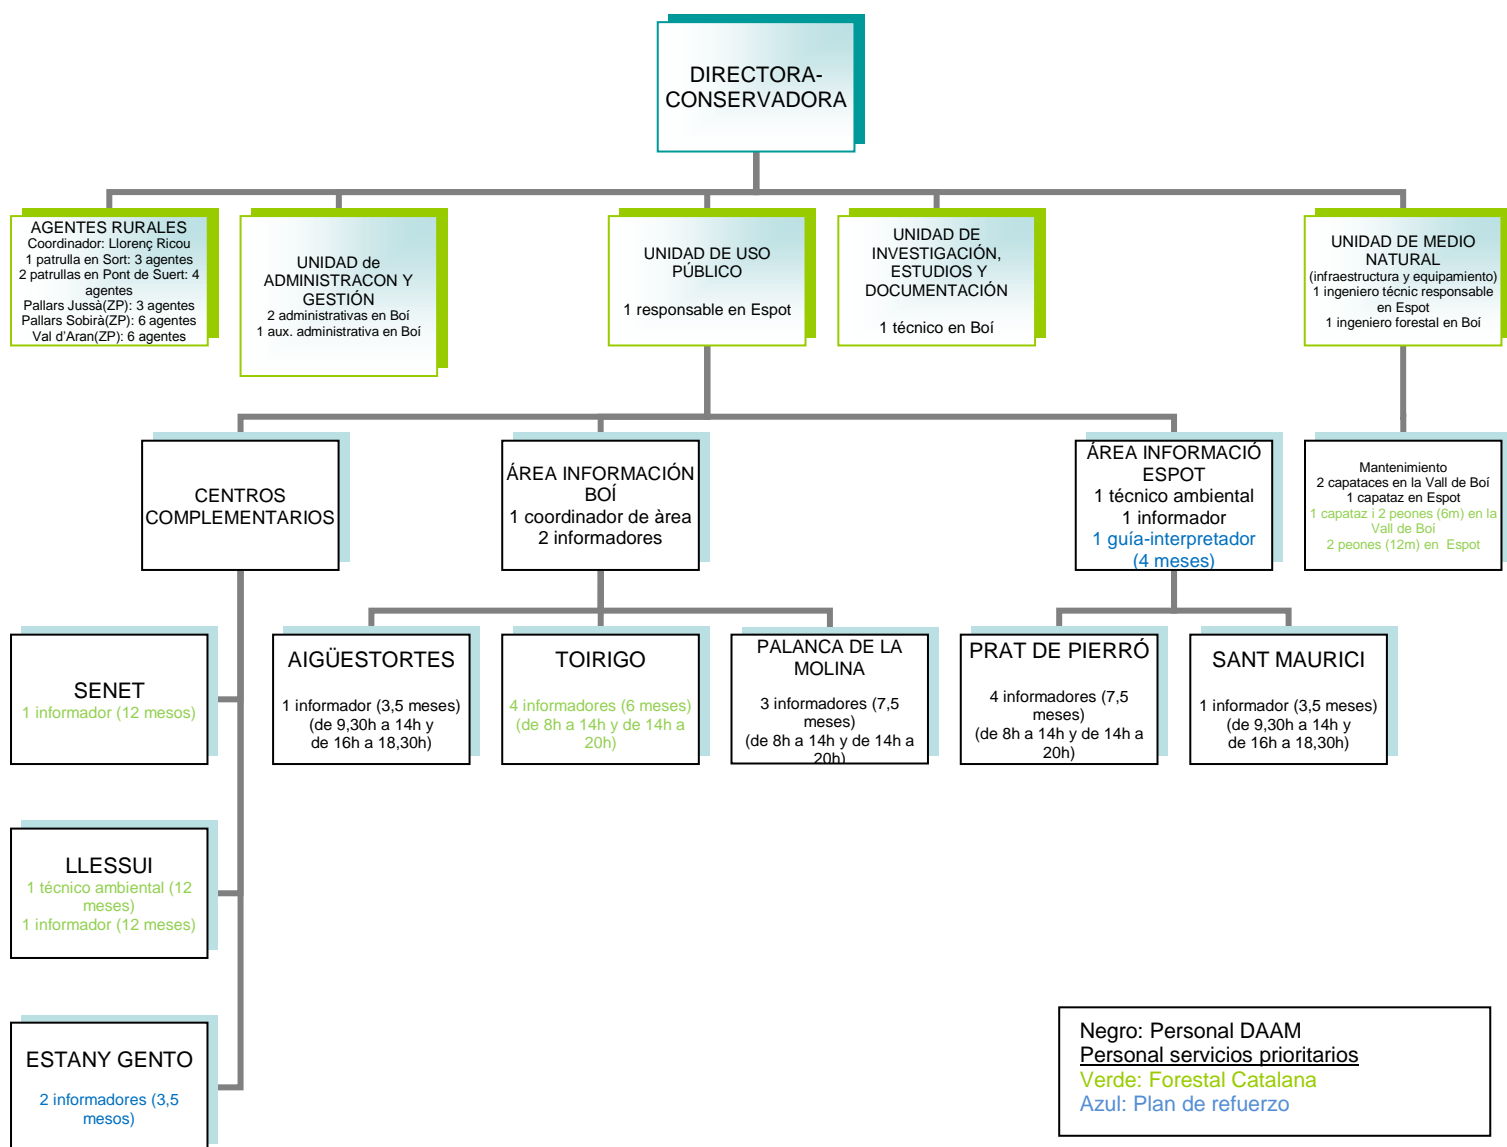 DIRECTORA-
CONSERVADORA
AGENTES RURALES
Coordinador: Llorenç Ricou
1 patrulla en Sort: 3 agentes
2 patrullas en Pont de Suert: 4
agentes
Pallars Jussà(ZP): 3 agentes
Pallars Sobirà(ZP): 6 agentes
Val d'Aran(ZP): 6 agentes
UNIDAD de
ADMINISTRACON Y
GESTIÓN
2 administrativas en Boí
1 aux. administrativa en Boí
UNIDAD DE USO
PÚBLICO
1 responsable en Espot
UNIDAD DE
INVESTIGACIÓN,
ESTUDIOS Y
DOCUMENTACIÓN
1 técnico en Boí
UNIDAD DE MEDIO
NATURAL
(infraestructura y equipamiento)
1 ingeniero técnic responsable
en Espot
1 ingeniero forestal en Boí
CENTROS
COMPLEMENTARIOS
ÁREA INFORMACIÓN
BOÍ
1 coordinador de àrea
2 informadores
ÁREA INFORMACIÓ
ESPOT
1 técnico ambiental
1 informador
1 guía-interpretador
(4 meses)
Mantenimiento
2 capataces en la Vall de Boí
1 capataz en Espot
1 capataz i 2 peones (6m) en la
Vall de Boí
2 peones (12m) en Espot
SENET
1 informador (12 mesos)
AIGÜESTORTES
1 informador (3,5 meses)
(de 9,30h a 14h y
de 16h a 18,30h)
TOIRIGO
4 informadores (6 meses)
(de 8h a 14h y de 14h a
20h)
PALANCA DE LA
MOLINA
3 informadores (7,5
meses)
(de 8h a 14h y de 14h a
20h)
PRAT DE PIERRÓ
4 informadores (7,5
meses)
(de 8h a 14h y de 14h a
20h)
SANT MAURICI
1 informador (3,5 meses)
(de 9,30h a 14h y
de 16h a 18,30h)
LLESSUI
1 técnico ambiental (12
meses)
1 informador (12 meses)
ESTANY GENTO
2 informadores (3,5
mesos)
Negro: Personal DAAM
Personal servicios prioritarios
Verde: Forestal Catalana
Azul: Plan de refuerzo